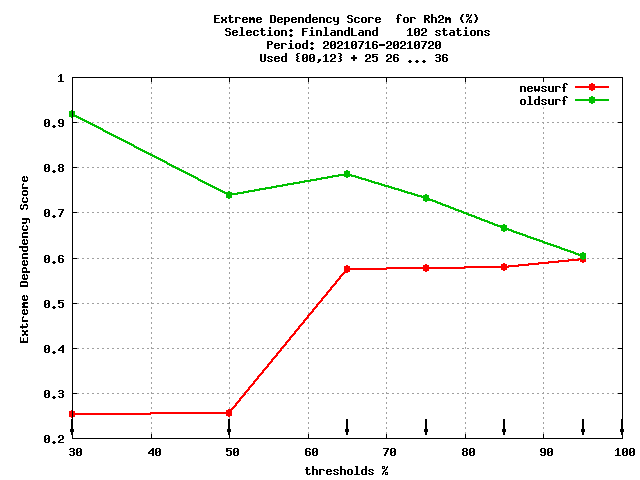 Extreme Dependency Score  for Rh2m (%)
Selection: FinlandLand    102 stations
Period: 20210716-20210720
Used {00,12} + 25 26 ... 36
newsurf
oldsurf
Extreme Dependency Score
1
0.9
0.8
0.7
0.6
0.5
0.4
0.3
0.2
30 40 50 60 70 80 90 100
thresholds %